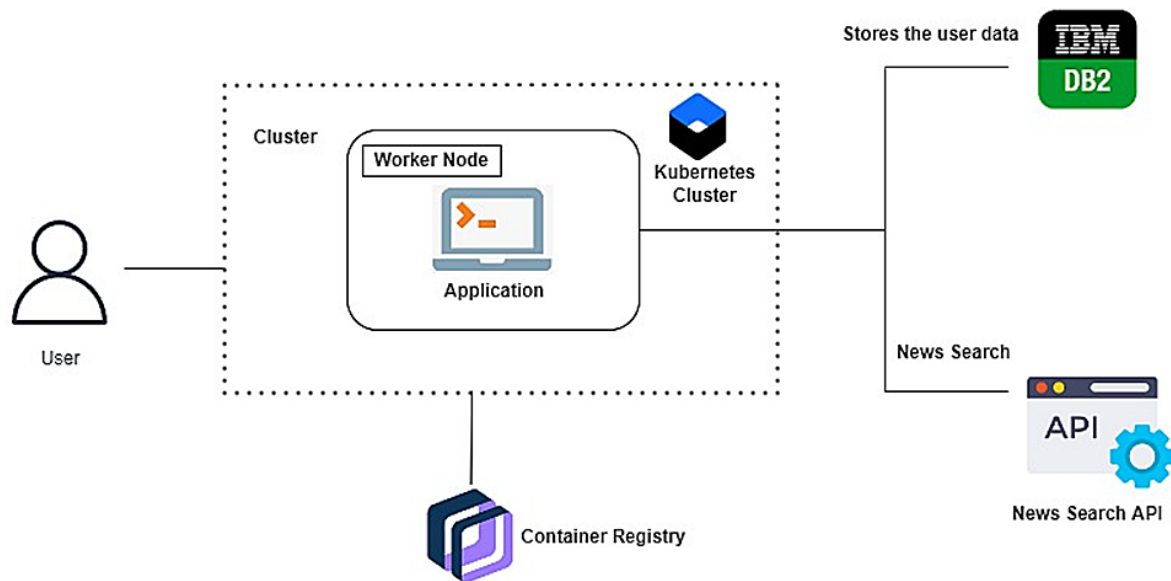 Stores the user data
IBM
DB2
Cluster
Worker Node
Kubernetes
Cluster
Application
User
News Search
API
News Search API
Container Registry